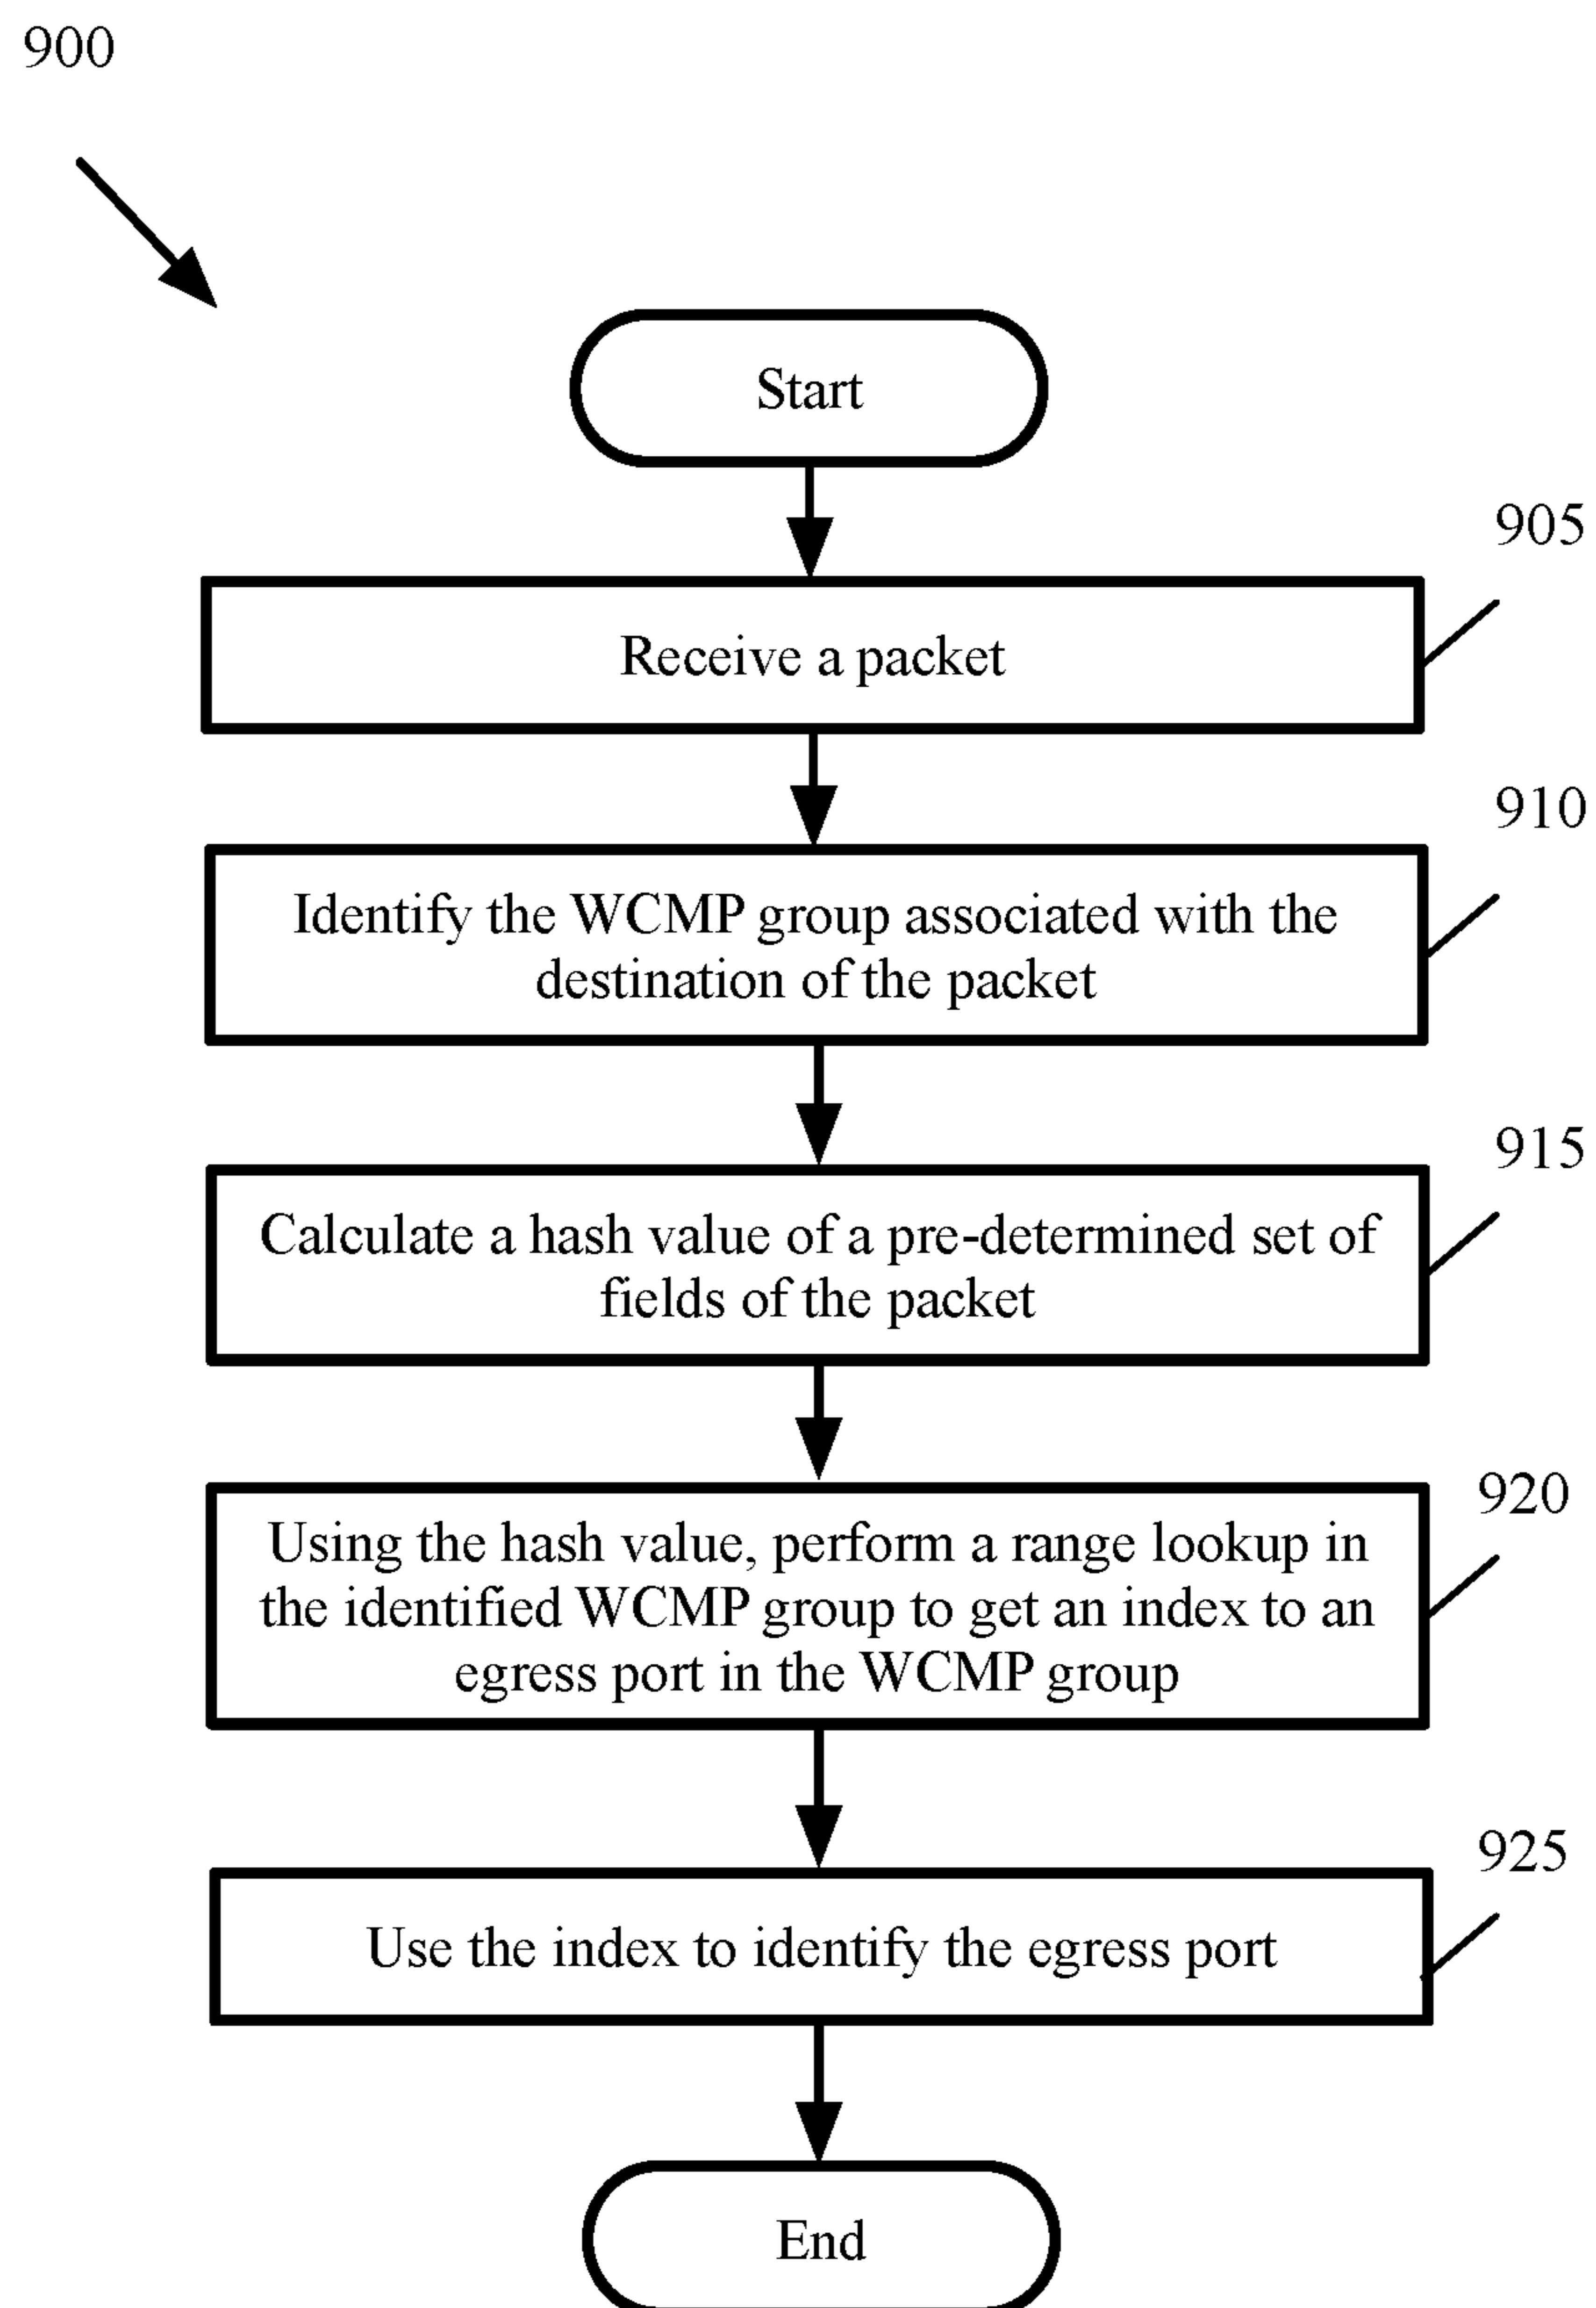 900
Start
905
Receive a packet
910
Identify the WCMP group associated with the
destination of the packet
915
Calculate a hash value of a pre-determined set of
fields of the packet
920
Using the hash value, perform a range lookup in
the identified WCMP group to get an index to an
egress port in the WCMP group
925
Use the index to identify the egress port
End